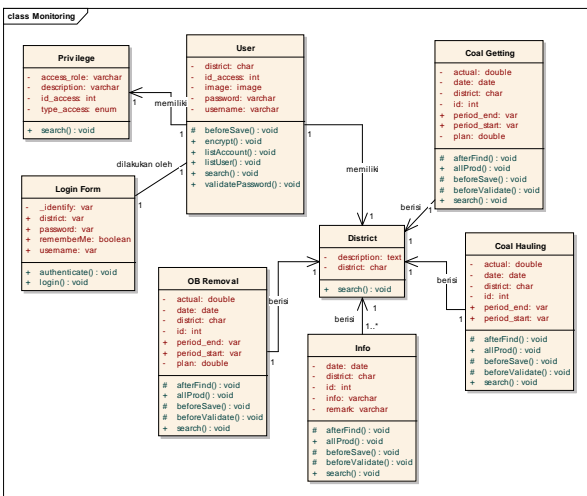 class Monitoring
Privilege
- access_role: varchar
- description: varchar
- id_access: int
- type_access: enum
+ search() : void
User
- district: char
- id_access: int
- image: image
- password: varchar
- username: varchar
# beforeSave() : void
+ encrypt() : void
+ listAccount() : void
+ listUser() : void
+ search() : void
+ validatePassword() : void
Coal Getting
- actual: double
- date: date
- district: char
- id: int
+ period_end: var
+ period_start: var
- plan: double
# afterFind() : void
+ allProd() : void
# beforeSave() : void
# beforeValidate() : void
+ search() : void
1
memiliki
1
dilakukan oleh
1
1
1
memiliki
1
Login Form
- _identify: var
+ district: var
+ password: var
+ rememberMe: boolean
+ username: var
+ authenticate() : void
+ login() : void
District
- description: text
- district: char
+ search() : void
berisi
1
1
Coal Hauling
- actual: double
- date: date
- district: char
- id: int
+ period_end: var
+ period_start: var
# afterFind() : void
+ allProd() : void
# beforeSave() : void
# beforeValidate() : void
+ search() : void
1
berisi
1
OB Removal
- actual: double
- date: date
- district: char
- id: int
+ period_end: var
+ period_start: var
- plan: double
# afterFind() : void
+ allProd() : void
# beforeSave() : void
# beforeValidate() : void
+ search() : void
1
berisi
1
1
berisi
1..*
Info
- date: date
- district: char
- id: int
- info: varchar
- remark: varchar
# afterFind() : void
+ allProd() : void
# beforeSave() : void
# beforeValidate() : void
+ search() : void